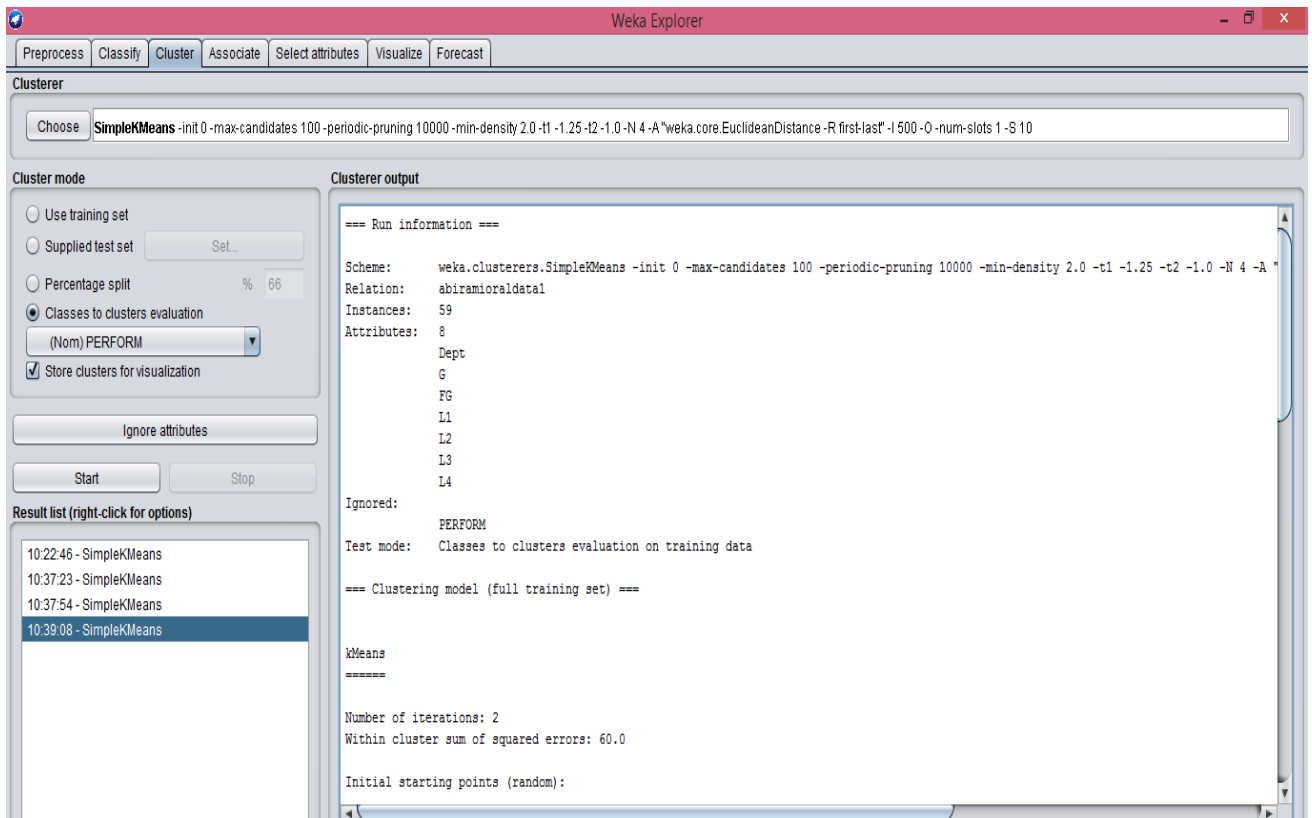 Weka Explorer
Preprocess Classify Cluster Associate Select attributes Visualize Forecast
Clusterer
Choose SimpleKMeans -init 0 -max-candidates 100 -periodic-pruning 10000 -min-density 2.0 -t1 -1.25 -t2 -1.0 -N 4 -A "weka.core.EuclideanDistance -R first-last" -I 500 -O -num-slots 1 -S 10
Cluster mode
Use training set
Supplied test set Set...
Percentage split % 66
Classes to clusters evaluation
(Nom) PERFORM
Store clusters for visualization
Ignore attributes
Start Stop
Result list (right-click for options)
10:22:46 - SimpleKMeans
10:37:23 - SimpleKMeans
10:37:54 - SimpleKMeans
10:39:08 - SimpleKMeans
Clusterer output
=== Run information ===
Scheme: weka.clusterers.SimpleKMeans -init 0 -max-candidates 100 -periodic-pruning 10000 -min-density 2.0 -t1 -1.25 -t2 -1.0 -N 4 -A "
Relation: abiramioraldata1
Instances: 59
Attributes: 8
Dept
G
FG
L1
L2
L3
L4
Ignored:
PERFORM
Test mode: Classes to clusters evaluation on training data
=== Clustering model (full training set) ===
kMeans
======
Number of iterations: 2
Within cluster sum of squared errors: 60.0
Initial starting points (random):